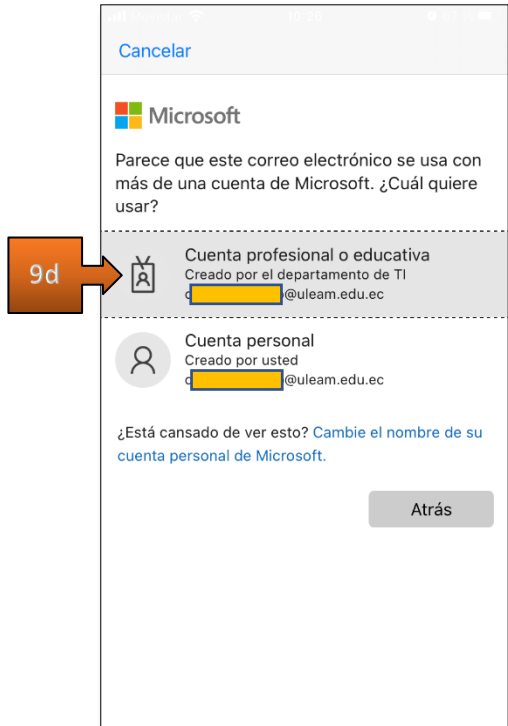 Cancelar
Microsoft
Parece que este correo electrónico se usa con
más de una cuenta de Microsoft. ¿Cuál quiere
usar?
9d
Cuenta profesional o educativa
Creado por el departamento de TI
@uleam.edu.ec
Cuenta personal
Creado por usted
@uleam.edu.ec
¿Está cansado de ver esto? Cambie el nombre de su
cuenta personal de Microsoft.
Atrás